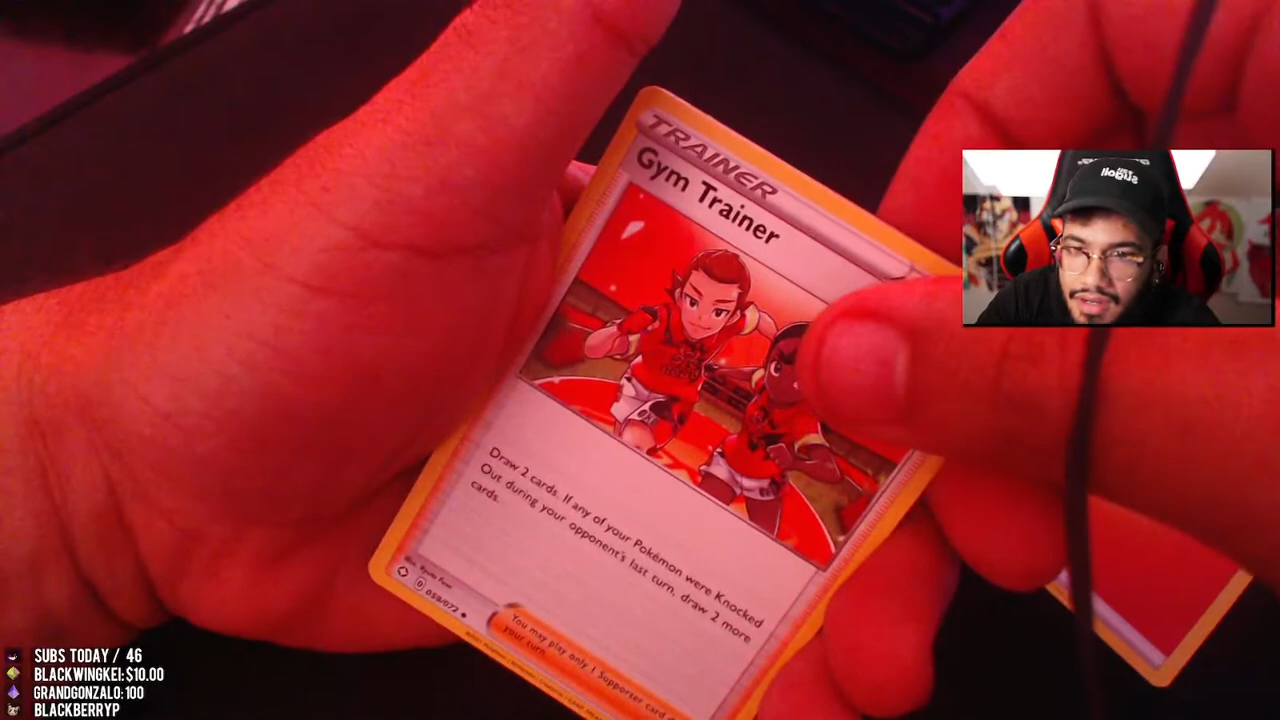 TRAINER
Gym Trainer
Draw 2 cards. If any of your Pokémon were Knocked
Out during your opponent's last turn, draw 2 more
cards.
059/072
You may play only 1 Supporter card d
your turn.
SUBS TODAY / 46
BLACKWINGKEI: $10.00
GRANDGONZALO: 100
BLACKBERRYP